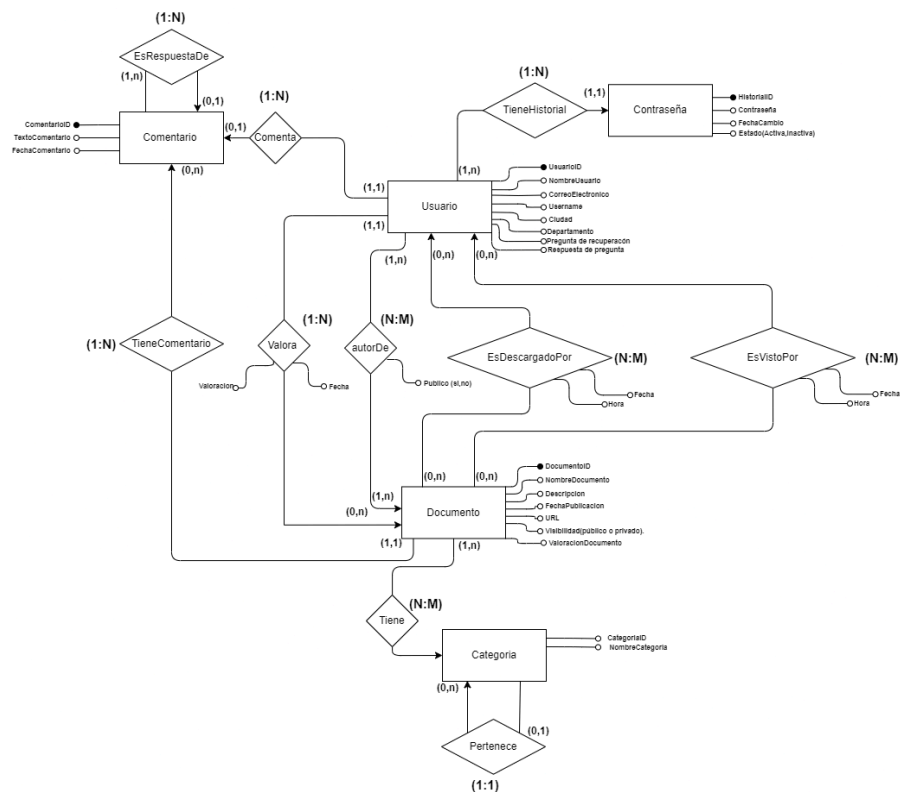 (1:N)
EsRespuestaDe
(1,n)
(0,1)
ComentarioID
TextoComentario
FechaComentario
Comentario
(0,1)
(0,n)
(1:N)
Comenta
(1:N)
TieneHistorial
(1,1)
(1,n)
Contraseña
HistorialID
Contraseña
FechaCambio
Estado(Activa,Inactiva)
(1,1)
Usuario
(1,1)
(1,n)
(0,n)
(0,n)
UsuarioID
NombreUsuario
CorreoElectronico
Username
Ciudad
Departamento
Pregunta de recuperacón
Respuesta de pregunta
(1:N)
TieneComentario
(1:N)
Valora
Valoracion
Fecha
(N:M)
autorDe
Publico (si,no)
EsDescargadoPor
(N:M)
Fecha
Hora
EsVistoPor
(N:M)
Fecha
Hora
(0,n)
(0,n)
(1,n)
(0,n)
Documento
(1,1)
(1,n)
DocumentoID
NombreDocumento
Descripcion
FechaPublicacion
URL
Visibilidad(público o privado).
ValoracionDocumento
(N:M)
Tiene
Categoria
CategoriaID
NombreCategoria
(0,n)
(0,1)
Pertenece
(1:1)